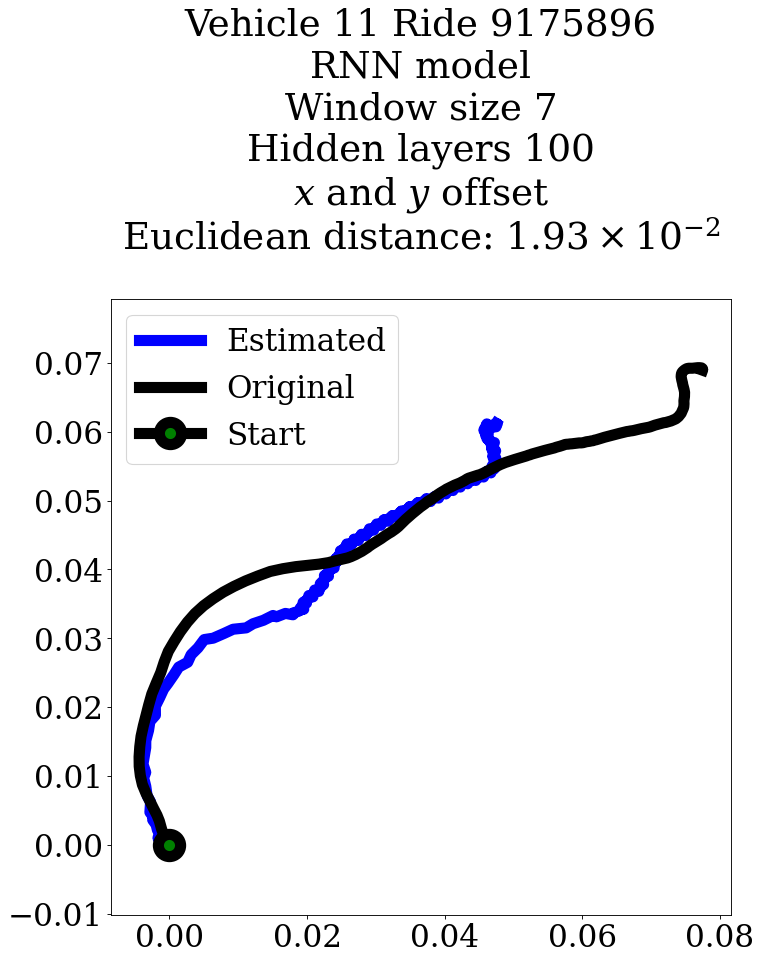 Vehicle 11 Ride 9175896
RNN model
Window size 7
Hidden layers 100
x and y offset
Euclidean distance: 1.93 × 10⁻²
Estimated
Original
Start
0.07
0.06
0.05
0.04
0.03
0.02
0.01
0.00
−0.01
0.00 0.02 0.04 0.06 0.08